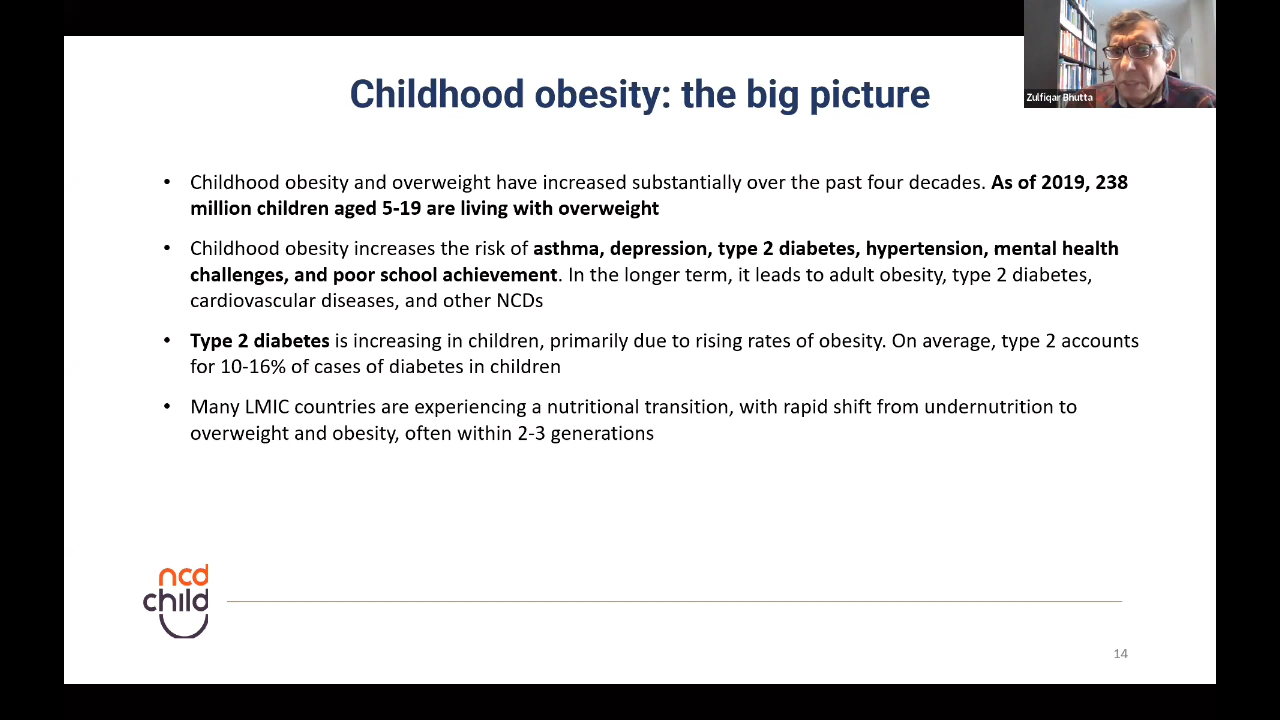 Childhood obesity: the big picture
Zulfiqar Bhutta
• Childhood obesity and overweight have increased substantially over the past four decades. As of 2019, 238
million children aged 5-19 are living with overweight
• Childhood obesity increases the risk of asthma, depression, type 2 diabetes, hypertension, mental health
challenges, and poor school achievement. In the longer term, it leads to adult obesity, type 2 diabetes,
cardiovascular diseases, and other NCDs
• Type 2 diabetes is increasing in children, primarily due to rising rates of obesity. On average, type 2 accounts
for 10-16% of cases of diabetes in children
• Many LMIC countries are experiencing a nutritional transition, with rapid shift from undernutrition to
overweight and obesity, often within 2-3 generations
ncd
child
14